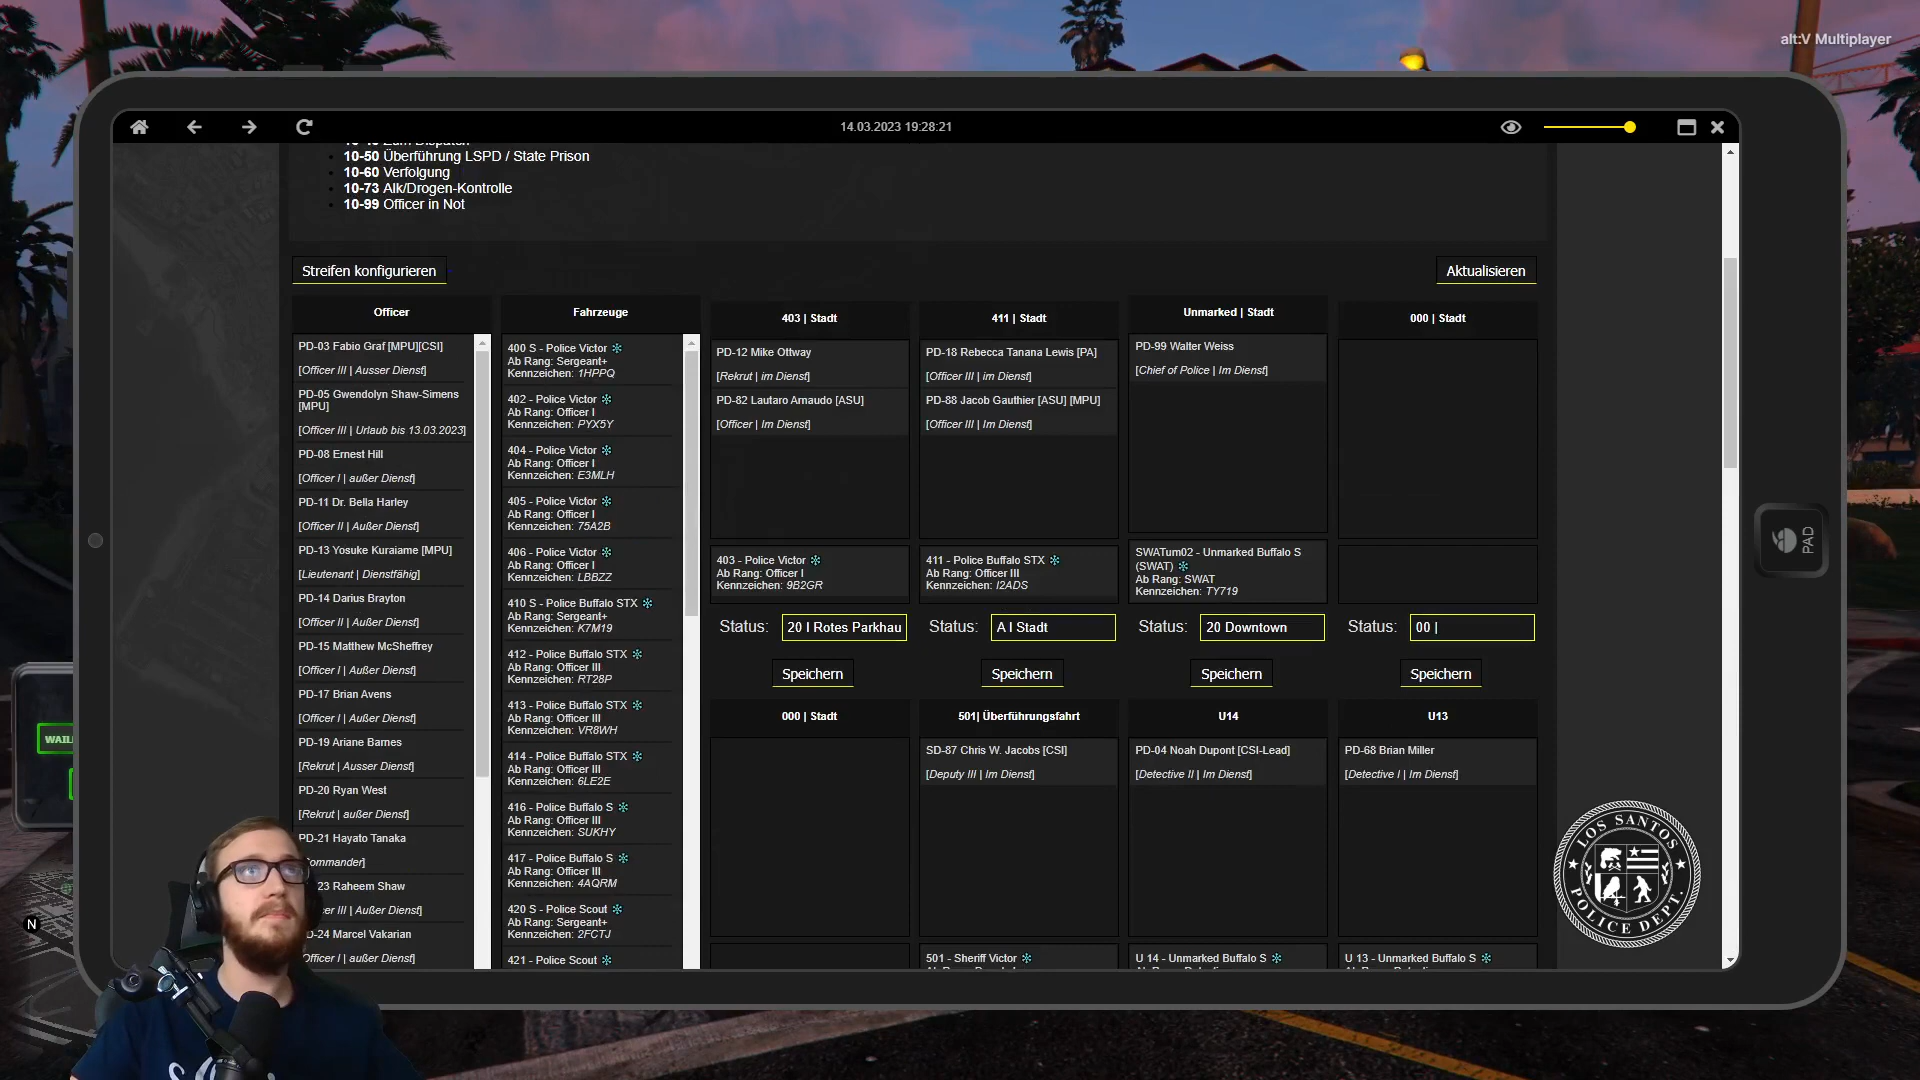 alt:V Multiplayer
14.03.2023 19:28:21
10-50 Überführung LSPD / State Prison
10-60 Verfolgung
10-73 Alk/Drogen-Kontrolle
10-99 Officer in Not
Streifen konfigurieren
Aktualisieren
Officer
PD-03 Fabio Graf [MPU][CSI]
[Officer III | Ausser Dienst]
PD-05 Gwendolyn Shaw-Simens
[MPU]
[Officer III | Urlaub bis 13.03.2023]
PD-08 Ernest Hill
[Officer I | außer Dienst]
PD-11 Dr. Bella Harley
[Officer II | Außer Dienst]
PD-13 Yosuke Kuraiame [MPU]
[Lieutenant | Dienstfähig]
PD-14 Darius Brayton
[Officer II | Außer Dienst]
PD-15 Matthew McSheffrey
[Officer I | Außer Dienst]
PD-17 Brian Avens
[Officer I | Außer Dienst]
PD-19 Ariane Barnes
[Rekrut | Ausser Dienst]
PD-20 Ryan West
[Rekrut | außer Dienst]
PD-21 Hayato Tanaka
ommander]
23 Raheem Shaw
er III | Außer Dienst]
-24 Marcel Vakarian
fficer I | außer Dienst]
Fahrzeuge
400 S - Police Victor
Ab Rang: Sergeant+
Kennzeichen: 1HPPQ
402 - Police Victor
Ab Rang: Officer I
Kennzeichen: PYX5Y
404 - Police Victor
Ab Rang: Officer I
Kennzeichen: E3MLH
405 - Police Victor
Ab Rang: Officer I
Kennzeichen: 75A2B
406 - Police Victor
Ab Rang: Officer I
Kennzeichen: LBBZZ
410 S - Police Buffalo STX
Ab Rang: Sergeant+
Kennzeichen: K7M19
412 - Police Buffalo STX
Ab Rang: Officer III
Kennzeichen: RT28P
413 - Police Buffalo STX
Ab Rang: Officer III
Kennzeichen: VR8WH
414 - Police Buffalo STX
Ab Rang: Officer III
Kennzeichen: 6LE2E
416 - Police Buffalo S
Ab Rang: Officer III
Kennzeichen: SUKHY
417 - Police Buffalo S
Ab Rang: Officer III
Kennzeichen: 4AQRM
420 S - Police Scout
Ab Rang: Sergeant+
Kennzeichen: 2FCTJ
421 - Police Scout
403 | Stadt
PD-12 Mike Ottway
[Rekrut | im Dienst]
PD-82 Lautaro Arnaudo [ASU]
[Officer | Im Dienst]
403 - Police Victor
Ab Rang: Officer I
Kennzeichen: 9B2GR
Status: 20 I Rotes Parkhau
Speichern
411 | Stadt
PD-18 Rebecca Tanana Lewis [PA]
[Officer III | im Dienst]
PD-88 Jacob Gauthier [ASU] [MPU]
[Officer III | Im Dienst]
411 - Police Buffalo STX
Ab Rang: Officer III
Kennzeichen: I2ADS
Status: A I Stadt
Speichern
Unmarked | Stadt
PD-99 Walter Weiss
[Chief of Police | Im Dienst]
SWATum02 - Unmarked Buffalo S
(SWAT)
Ab Rang: SWAT
Kennzeichen: TY719
Status: 20 Downtown
Speichern
000 | Stadt
Status: 00 |
Speichern
000 | Stadt
501| Überführungsfahrt
SD-87 Chris W. Jacobs [CSI]
[Deputy III | Im Dienst]
501 - Sheriff Victor
U14
PD-04 Noah Dupont [CSI-Lead]
[Detective II | Im Dienst]
U 14 - Unmarked Buffalo S
U13
PD-68 Brian Miller
[Detective I | Im Dienst]
U 13 - Unmarked Buffalo S
LOS SANTOS
POLICE DEPT.
PAD
WAIL
N